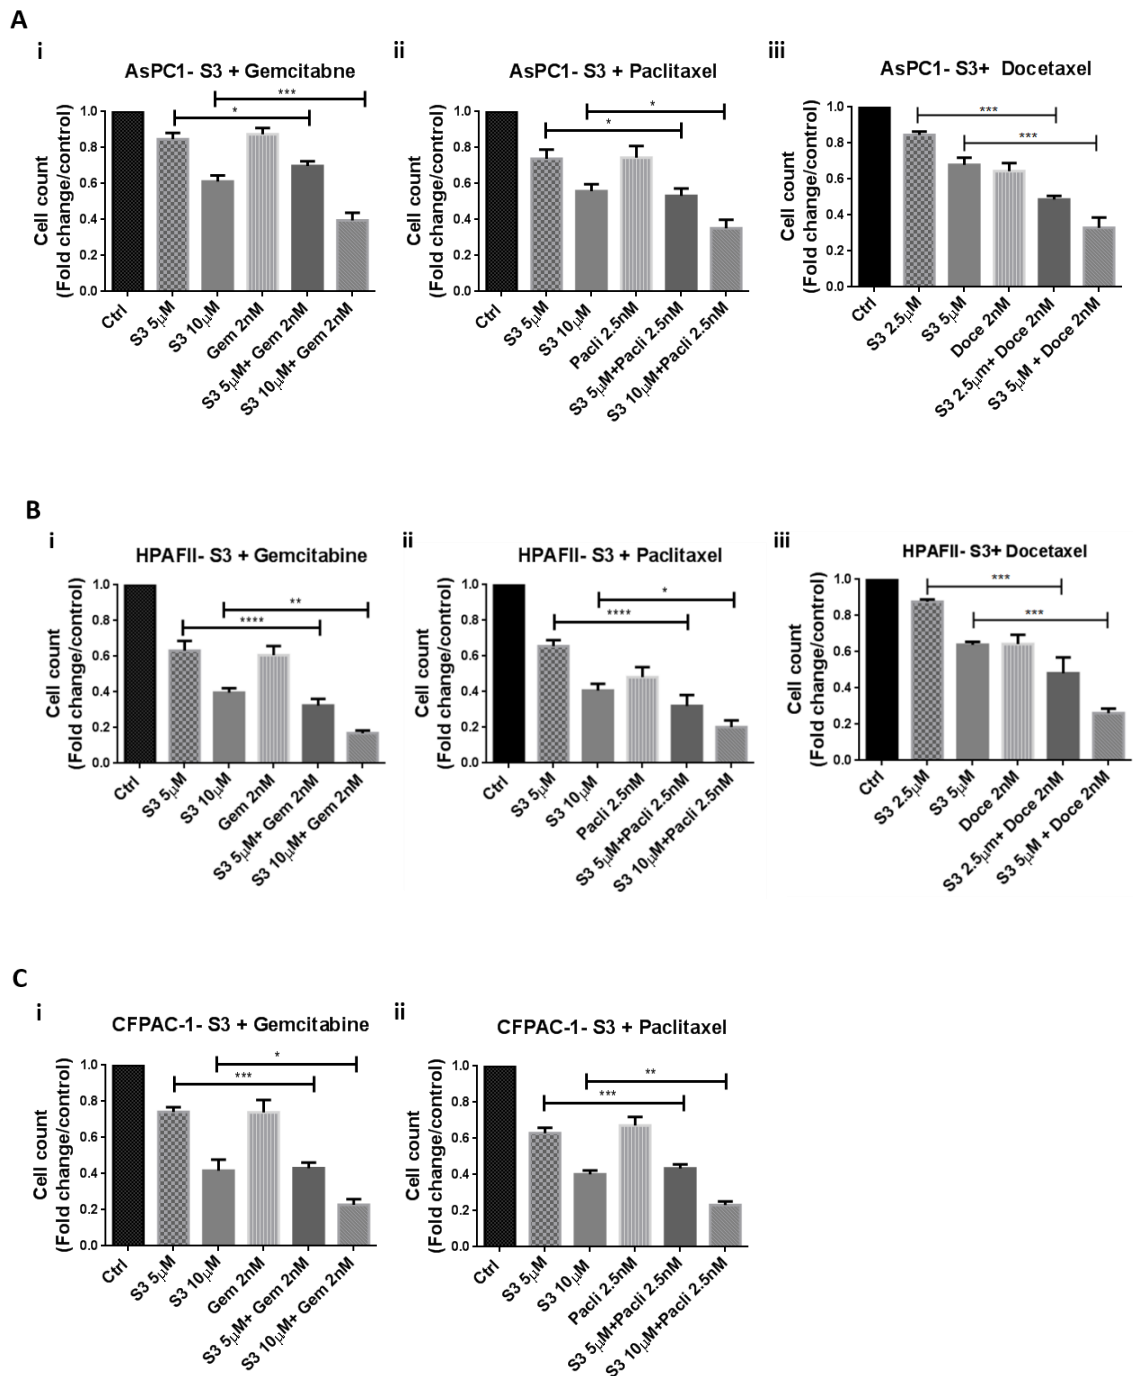 A
i
AsPC1- S3 + Gemcitabne
Cell count
(Fold change/control)
1.0
0.8
0.6
0.4
0.2
0.0
***
*
Ctrl
S3 5μM
S3 10μM
Gem 2nM
S3 5μM+ Gem 2nM
S3 10μM+ Gem 2nM
ii
AsPC1- S3 + Paclitaxel
Cell count
(Fold change/control)
1.0
0.8
0.6
0.4
0.2
0.0
*
*
Ctrl
S3 5μM
S3 10μM
Pacli 2.5nM
S3 5μM+Pacli 2.5nM
S3 10μM+Pacli 2.5nM
iii
AsPC1- S3+ Docetaxel
Cell count
(Fold change/control)
1.0
0.8
0.6
0.4
0.2
0.0
***
***
Ctrl
S3 2.5μM
S3 5μM
Doce 2nM
S3 2.5μm+ Doce 2nM
S3 5μM + Doce 2nM
B
i
HPAFII- S3 + Gemcitabine
Cell count
(Fold change/control)
1.0
0.8
0.6
0.4
0.2
0.0
**
****
Ctrl
S3 5μM
S3 10μM
Gem 2nM
S3 5μM+ Gem 2nM
S3 10μM+ Gem 2nM
ii
HPAFII- S3 + Paclitaxel
Cell count
(Fold change/control)
1.0
0.8
0.6
0.4
0.2
0.0
*
****
Ctrl
S3 5μM
S3 10μM
Pacli 2.5nM
S3 5μM+Pacli 2.5nM
S3 10μM+Pacli 2.5nM
iii
HPAFII- S3+ Docetaxel
Cell count
(Fold change/control)
1.0
0.8
0.6
0.4
0.2
0.0
***
***
Ctrl
S3 2.5μM
S3 5μM
Doce 2nM
S3 2.5μm+ Doce 2nM
S3 5μM + Doce 2nM
C
i
CFPAC-1- S3 + Gemcitabine
Cell count
(Fold change/control)
1.0
0.8
0.6
0.4
0.2
0.0
*
***
Ctrl
S3 5μM
S3 10μM
Gem 2nM
S3 5μM+ Gem 2nM
S3 10μM+ Gem 2nM
ii
CFPAC-1- S3 + Paclitaxel
Cell count
(Fold change/control)
1.0
0.8
0.6
0.4
0.2
0.0
**
***
Ctrl
S3 5μM
S3 10μM
Pacli 2.5nM
S3 5μM+Pacli 2.5nM
S3 10μM+Pacli 2.5nM